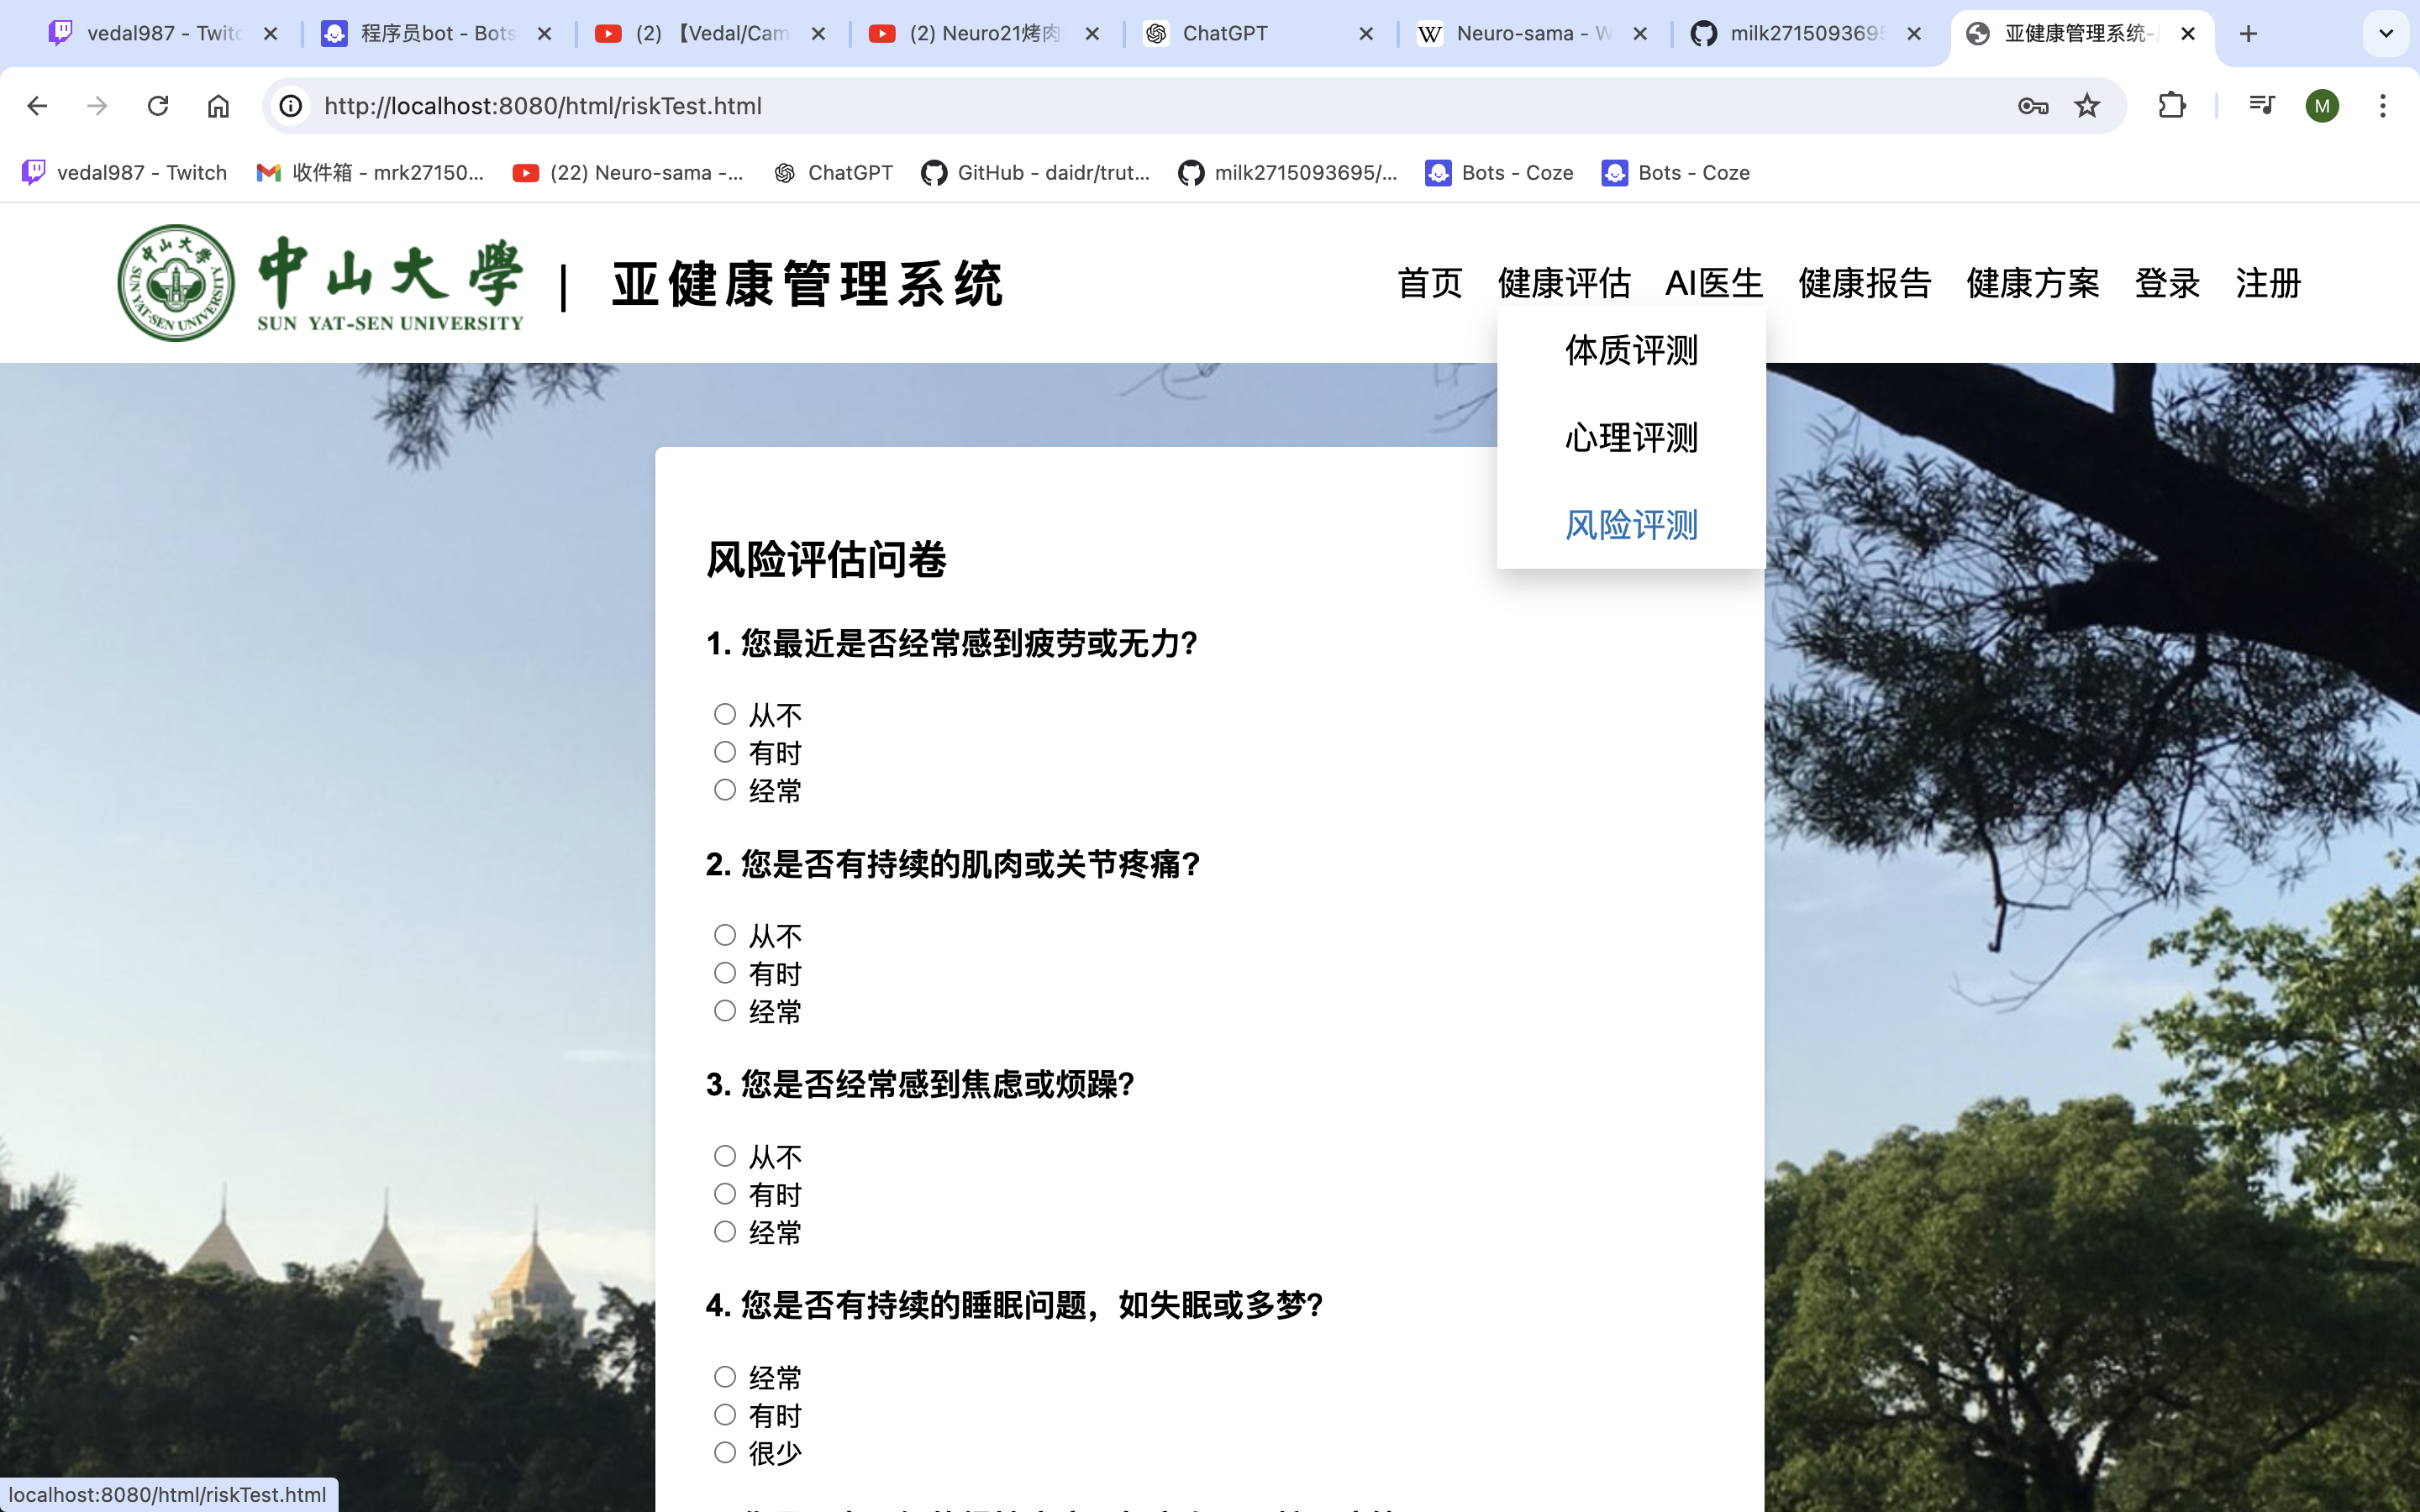 vedal987 - Twitc
程序员bot - Bots
(2) 【Vedal/Cam
(2) Neuro21烤肉
ChatGPT
Neuro-sama - W
milk2715093695
亚健康管理系统-
http://localhost:8080/html/riskTest.html
M
vedal987 - Twitch
收件箱 - mrk27150...
(22) Neuro-sama -...
ChatGPT
GitHub - daidr/trut...
milk2715093695/...
Bots - Coze
Bots - Coze
中山大學
SUN YAT-SEN UNIVERSITY
中山大學
SUN YAT-SEN UNIVERSITY
| 亚健康管理系统
首页 健康评估 AI医生 健康报告 健康方案 登录 注册
体质评测
心理评测
风险评测
风险评估问卷
1. 您最近是否经常感到疲劳或无力?
从不
有时
经常
2. 您是否有持续的肌肉或关节疼痛?
从不
有时
经常
3. 您是否经常感到焦虑或烦躁?
从不
有时
经常
4. 您是否有持续的睡眠问题，如失眠或多梦?
经常
有时
很少
localhost:8080/html/riskTest.html